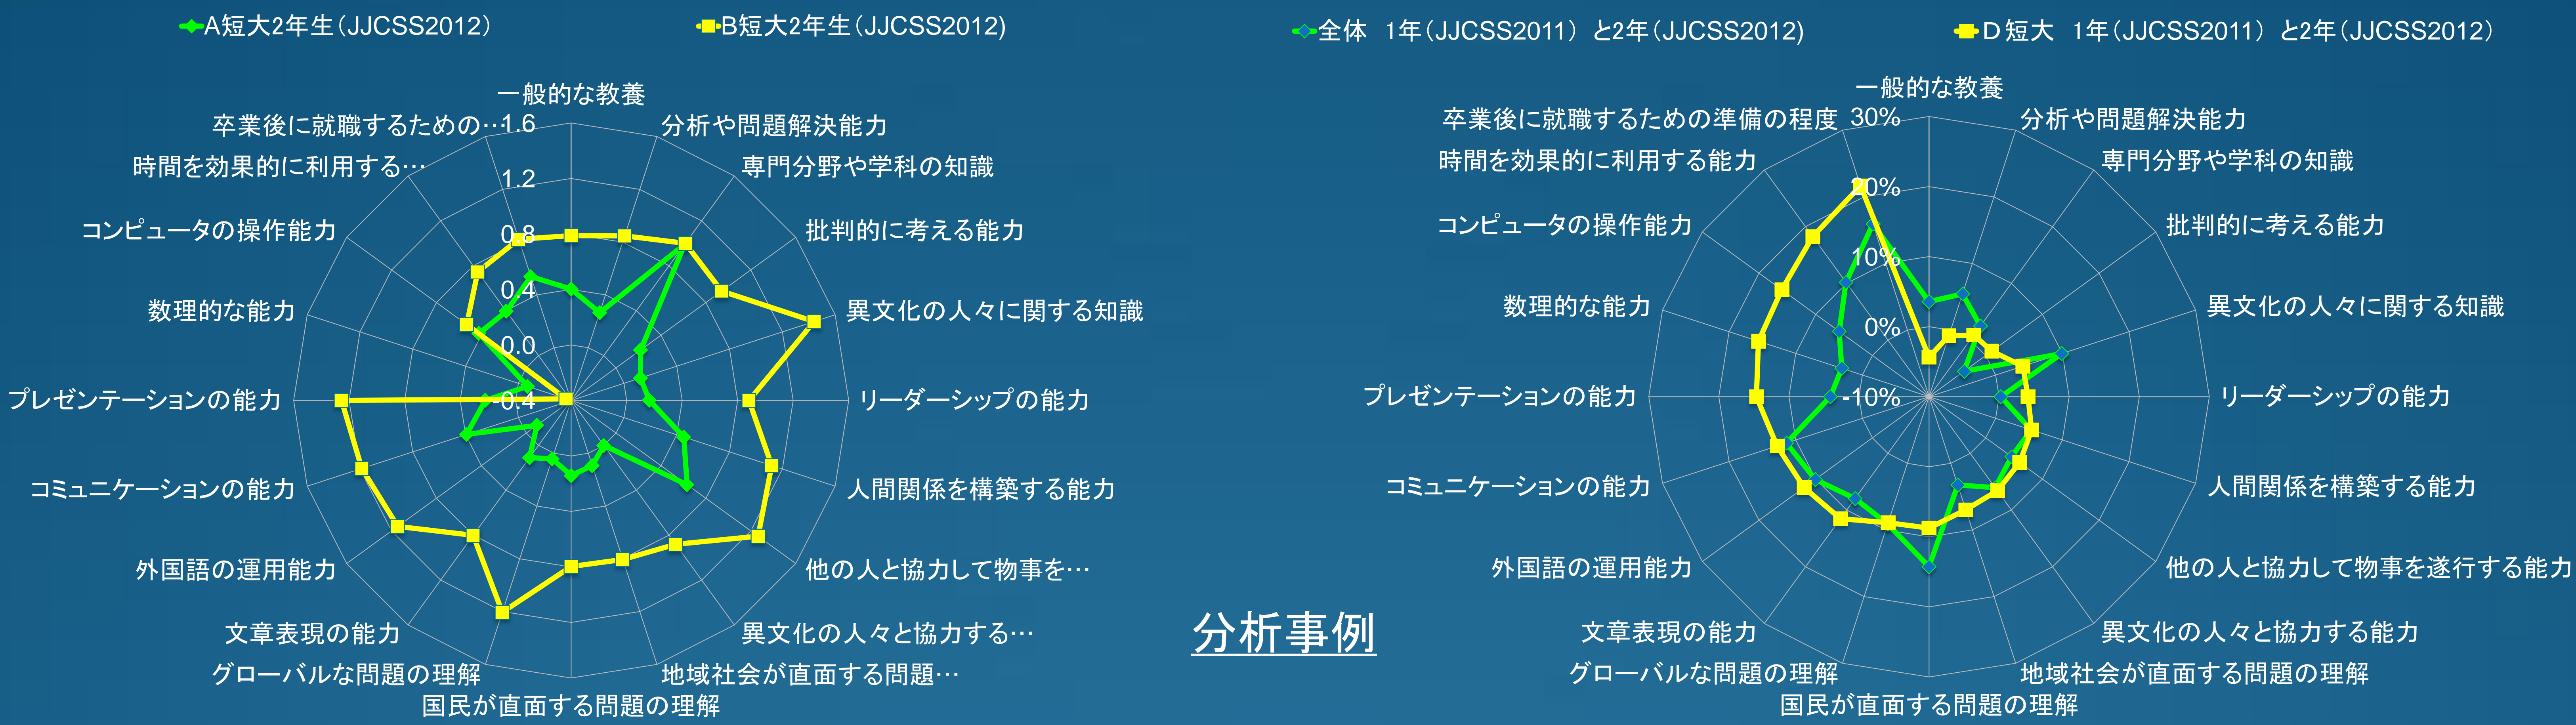 A短大2年生（JJCSS2012）
B短大2年生（JJCSS2012)
一般的な教養
分析や問題解決能力
専門分野や学科の知識
批判的に考える能力
異文化の人々に関する知識
リーダーシップの能力
人間関係を構築する能力
他の人と協力して物事を…
異文化の人々と協力する…
地域社会が直面する問題…
国民が直面する問題の理解
グローバルな問題の理解
文章表現の能力
外国語の運用能力
コミュニケーションの能力
プレゼンテーションの能力
数理的な能力
コンピュータの操作能力
時間を効果的に利用する…
卒業後に就職するための…
1.6
1.2
0.8
0.4
0.0
-0.4
分析事例
全体　1年（JJCSS2011） と2年（JJCSS2012)
Ｄ短大　1年（JJCSS2011） と2年（JJCSS2012）
一般的な教養
分析や問題解決能力
専門分野や学科の知識
批判的に考える能力
異文化の人々に関する知識
リーダーシップの能力
人間関係を構築する能力
他の人と協力して物事を遂行する能力
異文化の人々と協力する能力
地域社会が直面する問題の理解
国民が直面する問題の理解
グローバルな問題の理解
文章表現の能力
外国語の運用能力
コミュニケーションの能力
プレゼンテーションの能力
数理的な能力
コンピュータの操作能力
時間を効果的に利用する能力
卒業後に就職するための準備の程度
30%
20%
10%
0%
-10%